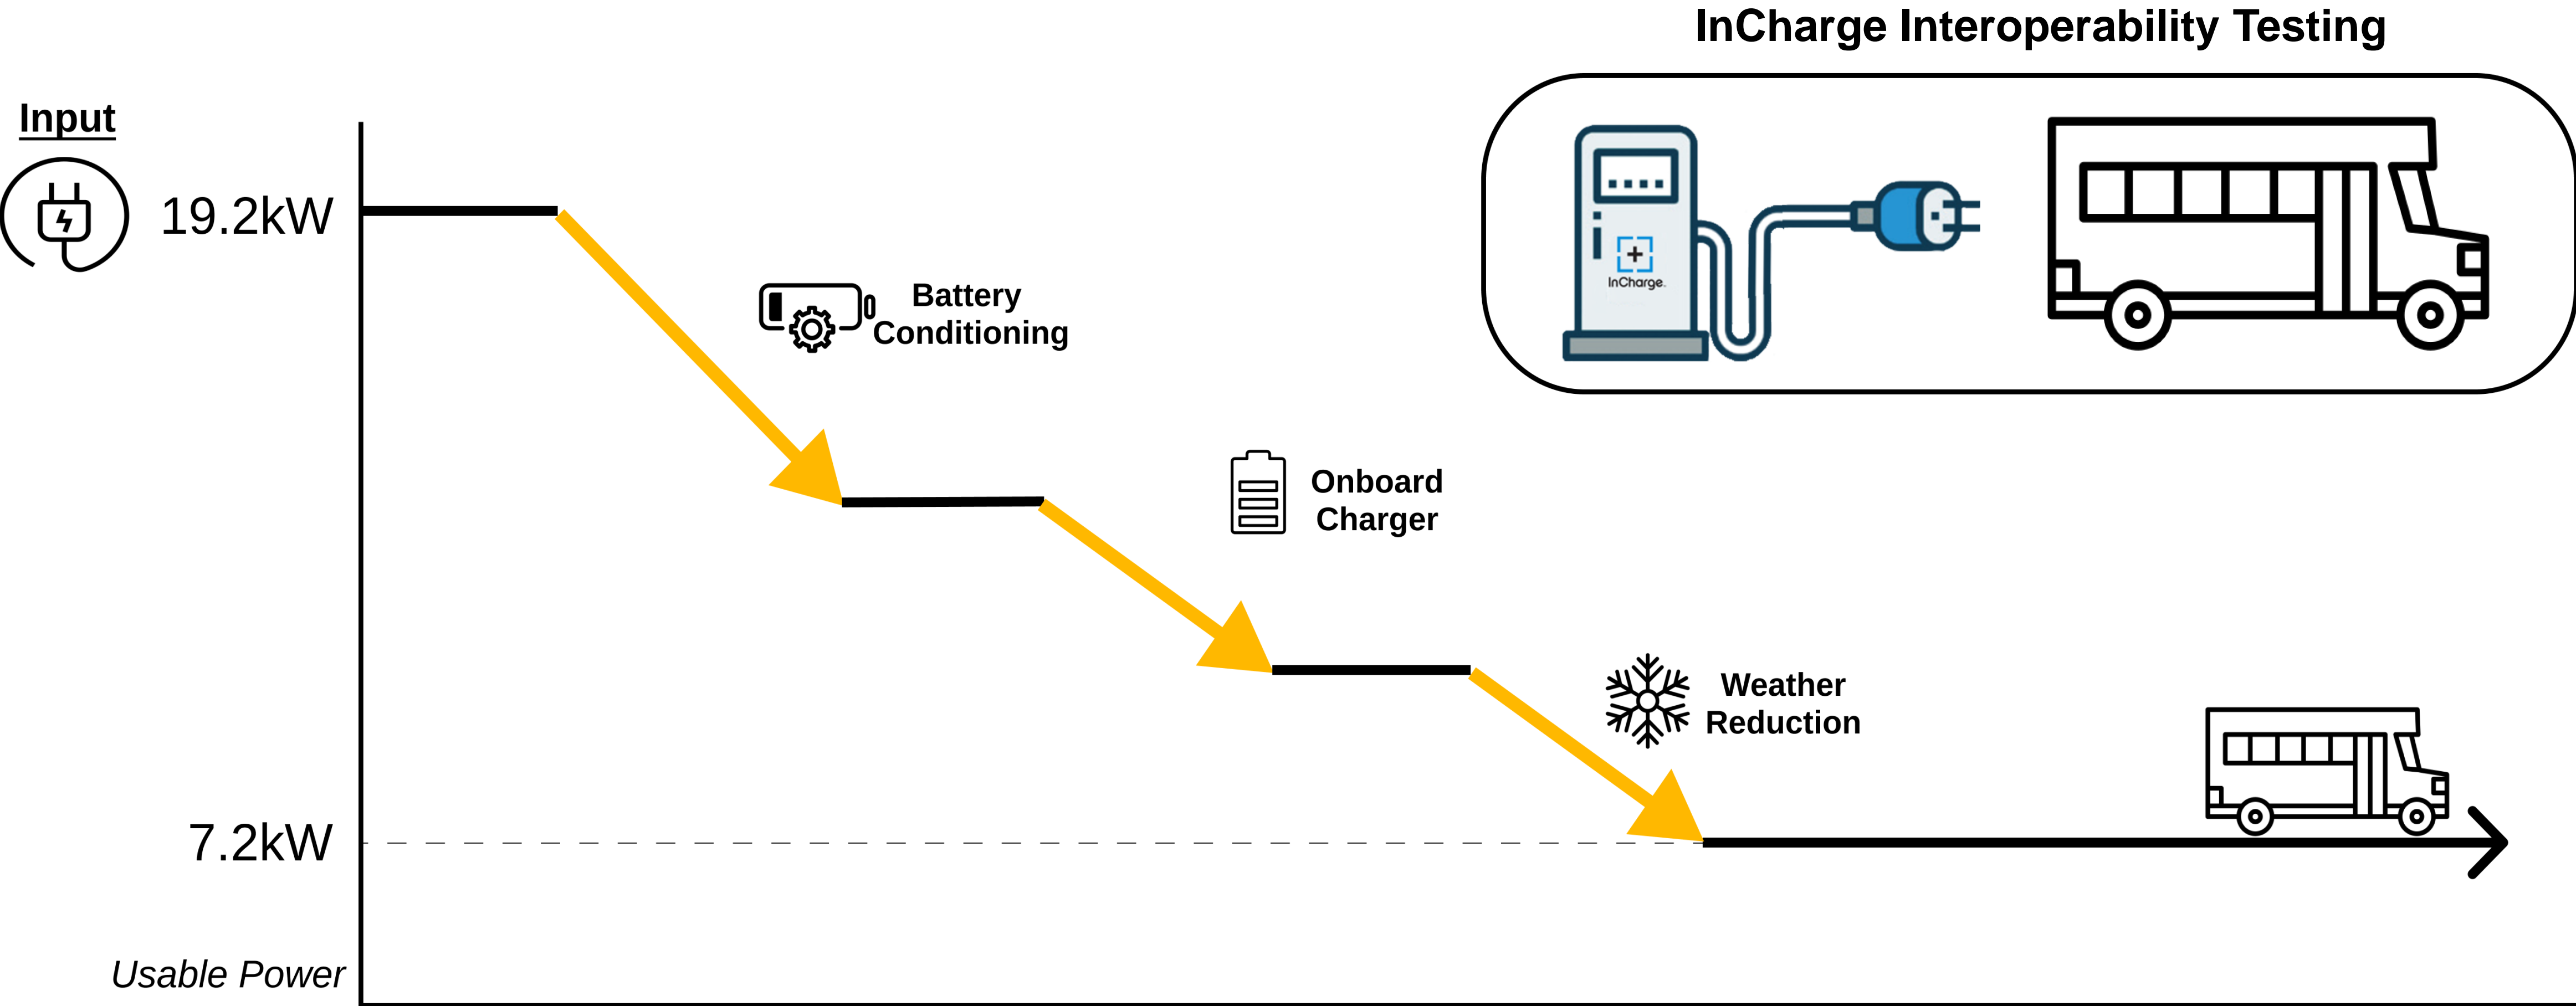 InCharge Interoperability Testing
Input
19.2kW
InCharge
Battery
Conditioning
Onboard
Charger
Weather
Reduction
7.2kW
Usable Power